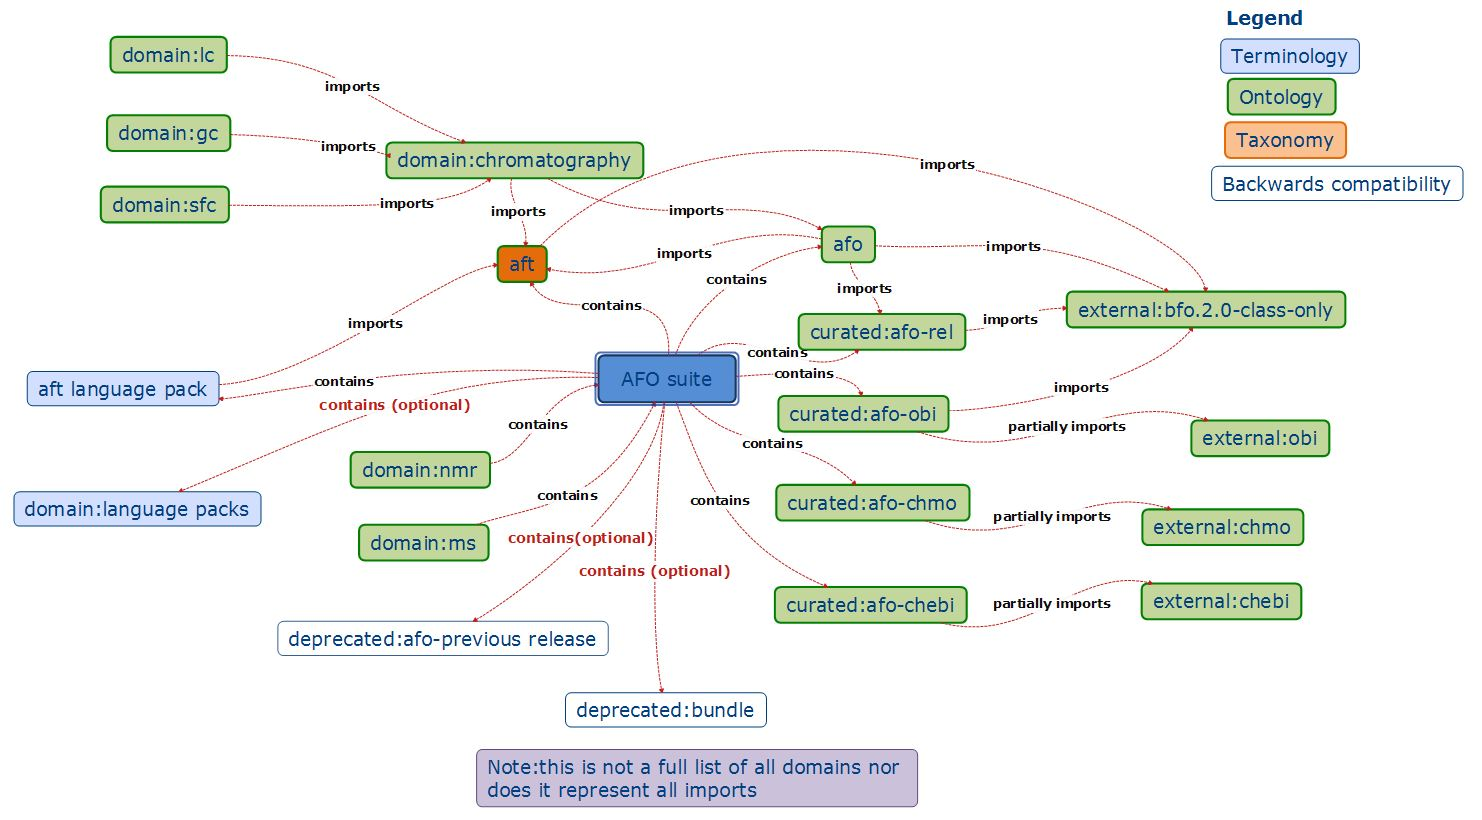 Legend
Terminology
Ontology
Taxonomy
Backwards compatibility
domain:lc
imports
domain:gc
imports
domain:chromatography
imports
domain:sfc
imports
imports
imports
afo
aft
imports
imports
contains
imports
contains
external:bfo.2.0-class-only
imports
imports
curated:afo-rel
contains
AFO suite
contains
aft language pack
contains
contains (optional)
imports
curated:afo-obi
contains
partially imports
external:obi
contains
domain:nmr
contains
contains
curated:afo-chmo
partially imports
external:chmo
domain:language packs
domain:ms
contains(optional)
contains (optional)
curated:afo-chebi
partially imports
external:chebi
deprecated:afo-previous release
deprecated:bundle
Note:this is not a full list of all domains nor
does it represent all imports